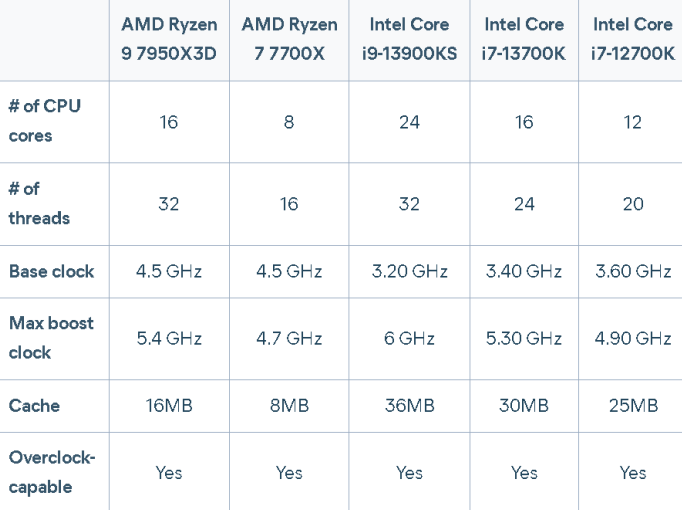 AMD Ryzen 9 7950X3D AMD Ryzen 7 7700X Intel Core i9-13900KS Intel Core i7-13700K Intel Core i7-12700K
# of CPU cores 16 8 24 16 12
# of threads 32 16 32 24 20
Base clock 4.5 GHz 4.5 GHz 3.20 GHz 3.40 GHz 3.60 GHz
Max boost clock 5.4 GHz 4.7 GHz 6 GHz 5.30 GHz 4.90 GHz
Cache 16MB 8MB 36MB 30MB 25MB
Overclock-capable Yes Yes Yes Yes Yes